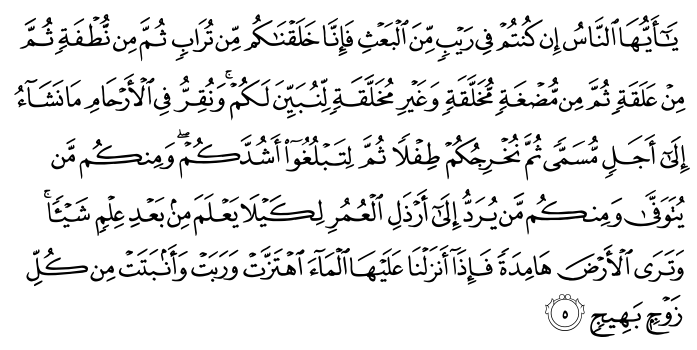 يَـٰٓأَيُّهَا ٱلنَّاسُ إِن كُنتُمۡ فِي رَيۡبٖ مِّنَ ٱلۡبَعۡثِ فَإِنَّا خَلَقۡنَٰكُم مِّن تُرَابٖ ثُمَّ مِن نُّطۡفَةٖ ثُمَّ
مِنۡ عَلَقَةٖ ثُمَّ مِن مُّضۡغَةٖ مُّخَلَّقَةٖ وَغَيۡرِ مُخَلَّقَةٖ لِّنُبَيِّنَ لَكُمۡۚ وَنُقِرُّ فِي ٱلۡأَرۡحَامِ مَا نَشَآءُ
إِلَىٰٓ أَجَلٖ مُّسَمّٗى ثُمَّ نُخۡرِجُكُمۡ طِفۡلٗا ثُمَّ لِتَبۡلُغُوٓاْ أَشُدَّكُمۡۖ وَمِنكُم مَّن
يُتَوَفَّىٰ وَمِنكُم مَّن يُرَدُّ إِلَىٰٓ أَرۡذَلِ ٱلۡعُمُرِ لِكَيۡلَا يَعۡلَمَ مِنۢ بَعۡدِ عِلۡمٖ شَيۡـٔٗاۚ
وَتَرَى ٱلۡأَرۡضَ هَامِدَةٗ فَإِذَآ أَنزَلۡنَا عَلَيۡهَا ٱلۡمَآءَ ٱهۡتَزَّتۡ وَرَبَتۡ وَأَنۢبَتَتۡ مِن كُلِّ
زَوۡجِۭ بَهِيجٖ ٥